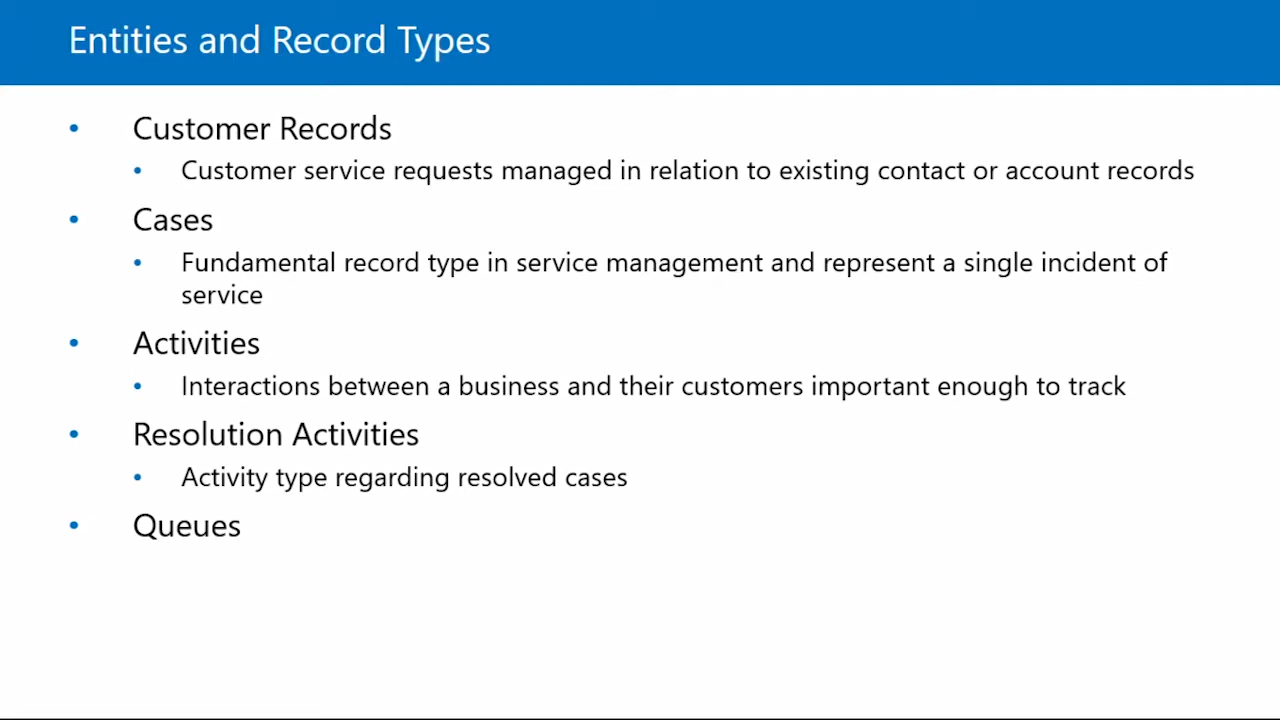 Entities and Record Types
• Customer Records
• Customer service requests managed in relation to existing contact or account records
• Cases
• Fundamental record type in service management and represent a single incident of
service
• Activities
• Interactions between a business and their customers important enough to track
• Resolution Activities
• Activity type regarding resolved cases
• Queues